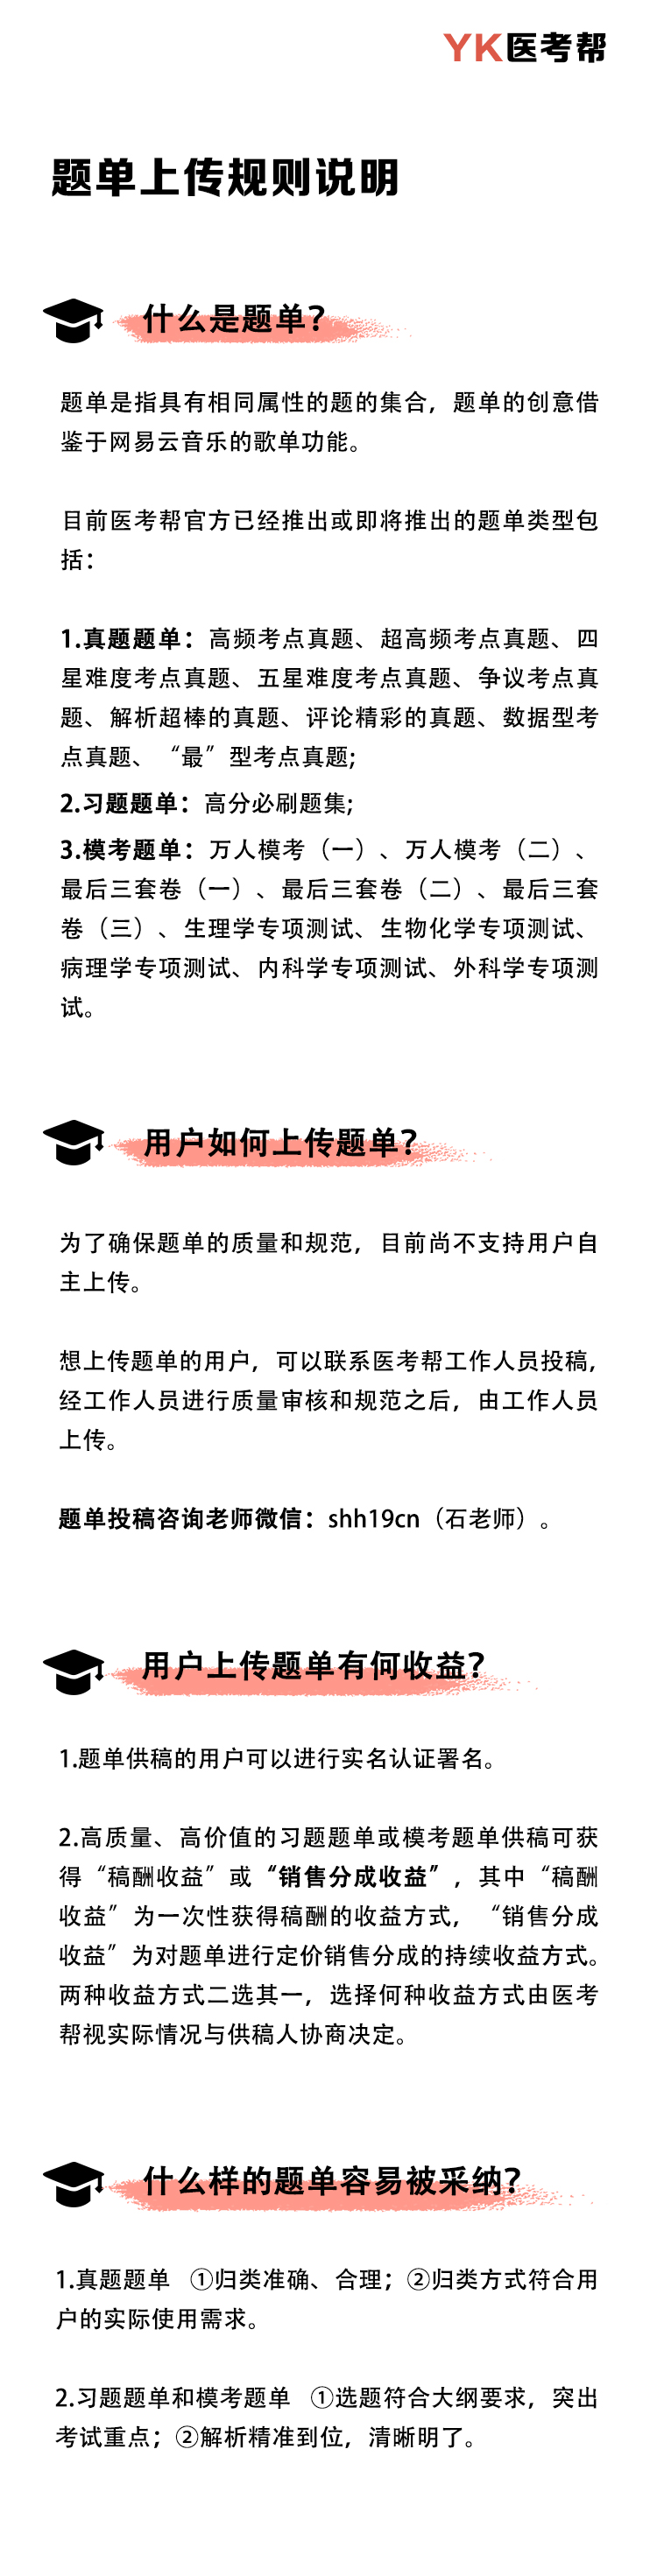 YK医考帮
题单上传规则说明
什么是题单?
题单是指具有相同属性的题的集合，题单的创意借
鉴于网易云音乐的歌单功能。
目前医考帮官方已经推出或即将推出的题单类型包
括：
1.真题题单：高频考点真题、超高频考点真题、四
星难度考点真题、五星难度考点真题、争议考点真
题、解析超棒的真题、评论精彩的真题、数据型考
点真题、“最”型考点真题;
2.习题题单：高分必刷题集;
3.模考题单：万人模考（一）、万人模考（二）、
最后三套卷（一）、最后三套卷（二）、最后三套
卷（三）、生理学专项测试、生物化学专项测试、
病理学专项测试、内科学专项测试、外科学专项测
试。
用户如何上传题单?
为了确保题单的质量和规范，目前尚不支持用户自
主上传。
想上传题单的用户，可以联系医考帮工作人员投稿,
经工作人员进行质量审核和规范之后，由工作人员
上传。
题单投稿咨询老师微信：shh19cn（石老师）。
用户上传题单有何收益?
1.题单供稿的用户可以进行实名认证署名。
2.高质量、高价值的习题题单或模考题单供稿可获
得“稿酬收益”或“销售分成收益”，其中“稿酬
收益”为一次性获得稿酬的收益方式，“销售分成
收益”为对题单进行定价销售分成的持续收益方式。
两种收益方式二选其一，选择何种收益方式由医考
帮视实际情况与供稿人协商决定。
什么样的题单容易被采纳?
1.真题题单 ①归类准确、合理；②归类方式符合用
户的实际使用需求。
2.习题题单和模考题单 ①选题符合大纲要求，突出
考试重点；②解析精准到位，清晰明了。